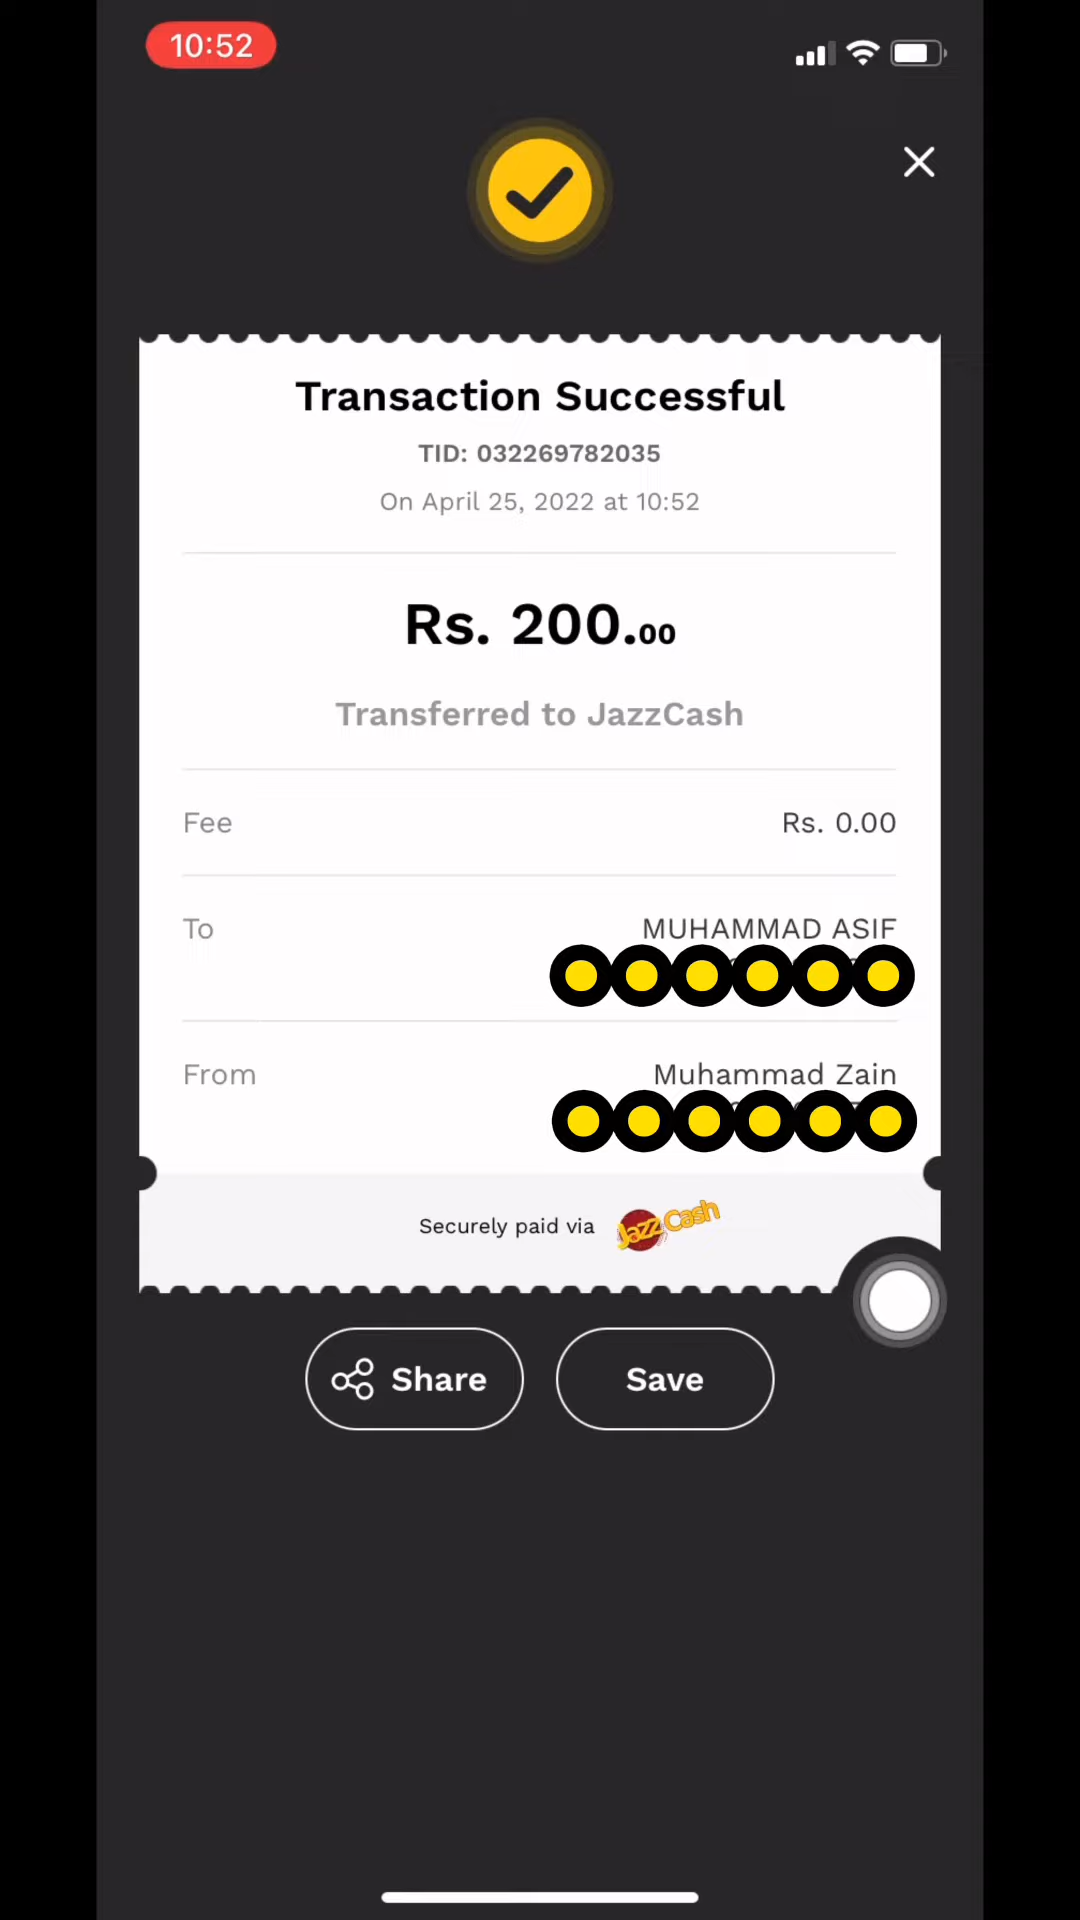 10:52
Transaction Successful
TID: 032269782035
On April 25, 2022 at 10:52
Rs. 200.00
Transferred to JazzCash
Fee Rs. 0.00
To MUHAMMAD ASIF
From Muhammad Zain
Securely paid via JazzCash
Share Save